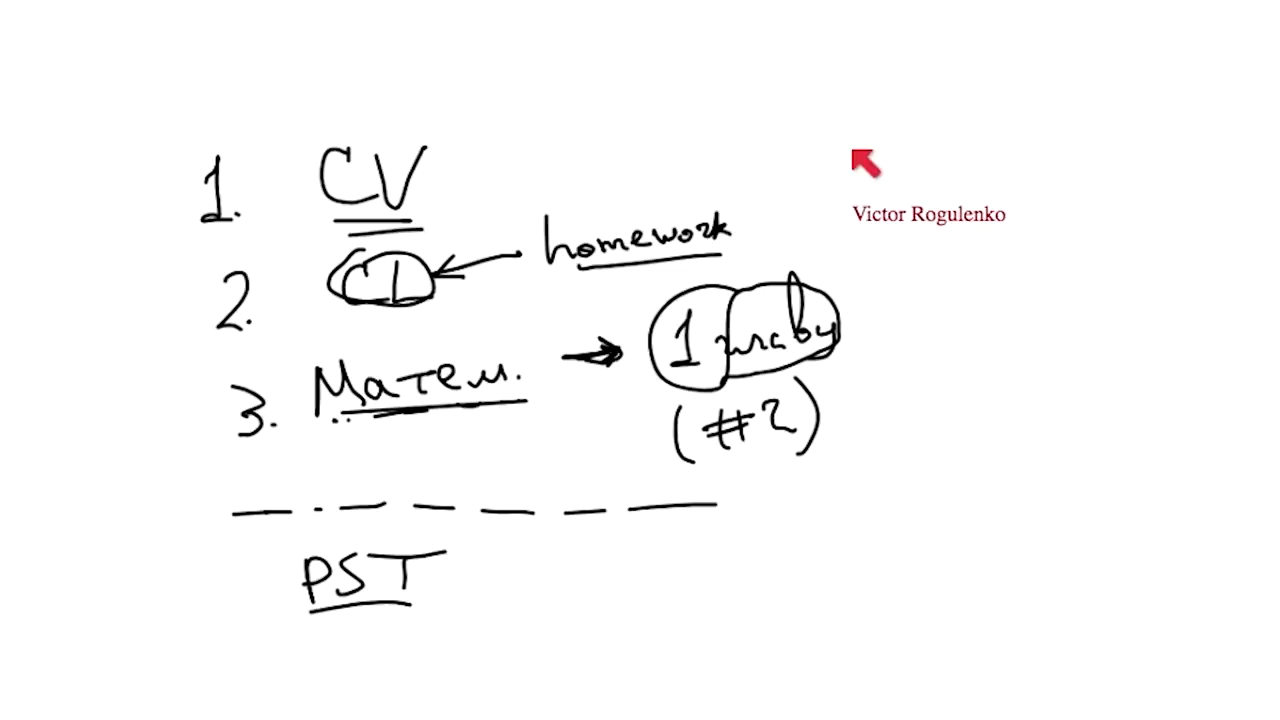 1. CV
Victor Rogulenko
homework
2. CL
3. Матем. → 1 главу
(#2)
PST